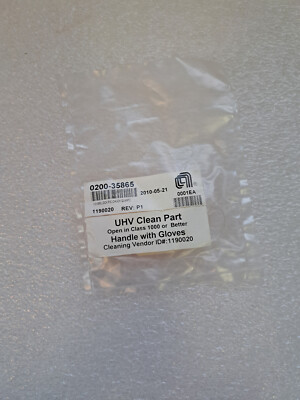 0200-35865
2010-05-21
0001EA
1190020 REV: P1
UHV Clean Part
Open in Class 1000 or Better
Handle with Gloves
Cleaning Vendor ID#:1190020